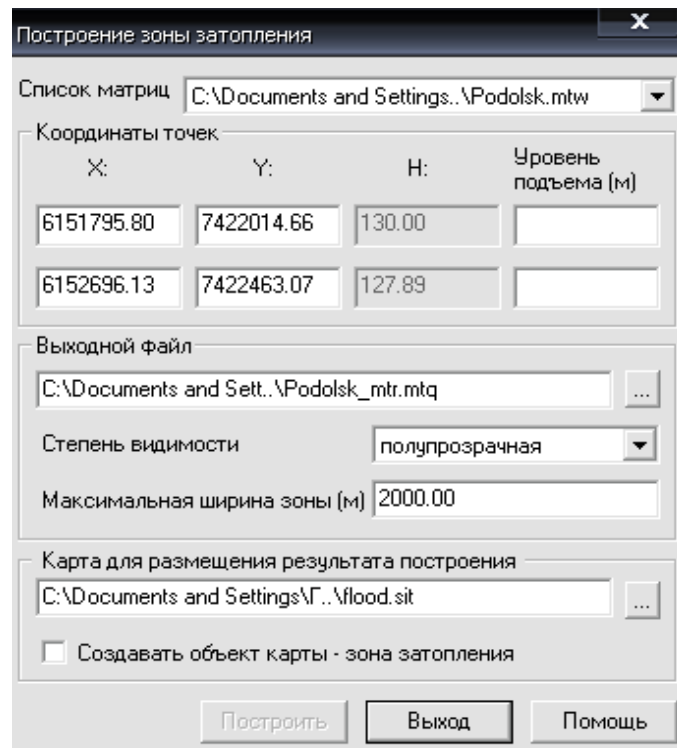 Построение зоны затопления
x
Список матриц C:\Documents and Settings..\Podolsk.mtw
Координаты точек
X: Y: H: Уровень подъема (м)
6151795.80 7422014.66 130.00
6152696.13 7422463.07 127.89
Выходной файл
C:\Documents and Sett..\Podolsk_mtr.mtq ...
Степень видимости полупрозрачная
Максимальная ширина зоны (м) 2000.00
Карта для размещения результата построения
C:\Documents and Settings\Г..\flood.sit ...
Создавать объект карты - зона затопления
Построить Выход Помощь